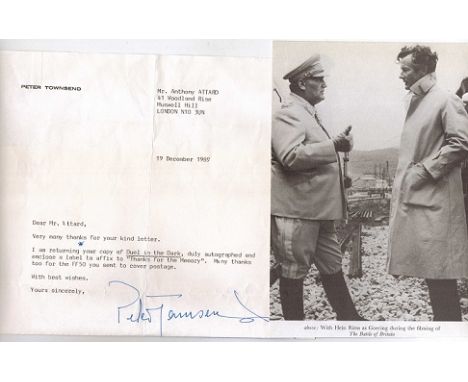 PETER TOWNSEND
Mr. Anthony ATTARD
41 Woodland Rise
Muswell Hill
LONDON N10 3UN
19 December 1989
Dear Mr. Attard,
Very many thanks for your kind letter.
I am returning your copy of Duel in the Dark, duly autographed and
enclose a label to affix to "Thanks for the Memory". Many thanks
too for the FF50 you sent to cover postage.
With best wishes,
Yours sincerely,
Peter Townsend
above: With Hein Riess as Goering during the filming of
The Battle of Britain